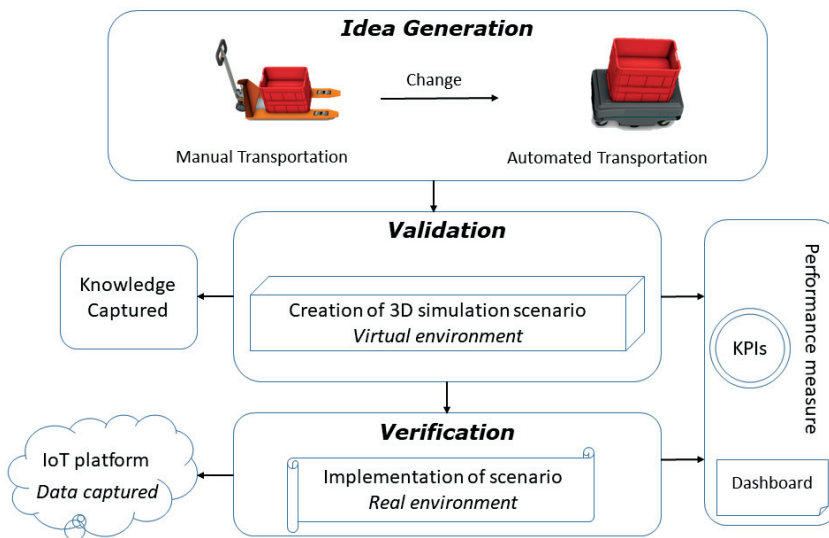 Idea Generation
Change
Manual Transportation
Automated Transportation
Validation
Knowledge
Captured
Creation of 3D simulation scenario
Virtual environment
Performance measure
KPIs
Verification
IoT platform
Data captured
Implementation of scenario
Real environment
Dashboard